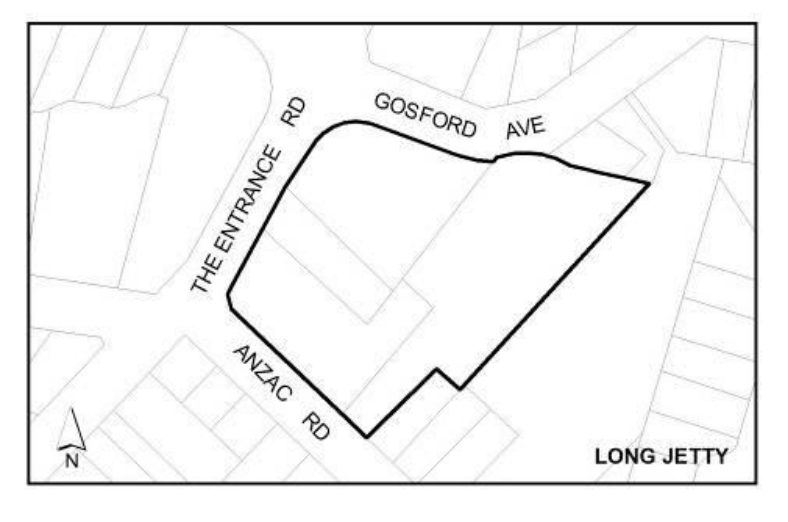 GOSFORD AVE
THE ENTRANCE RD
ANZAC RD
N
LONG JETTY